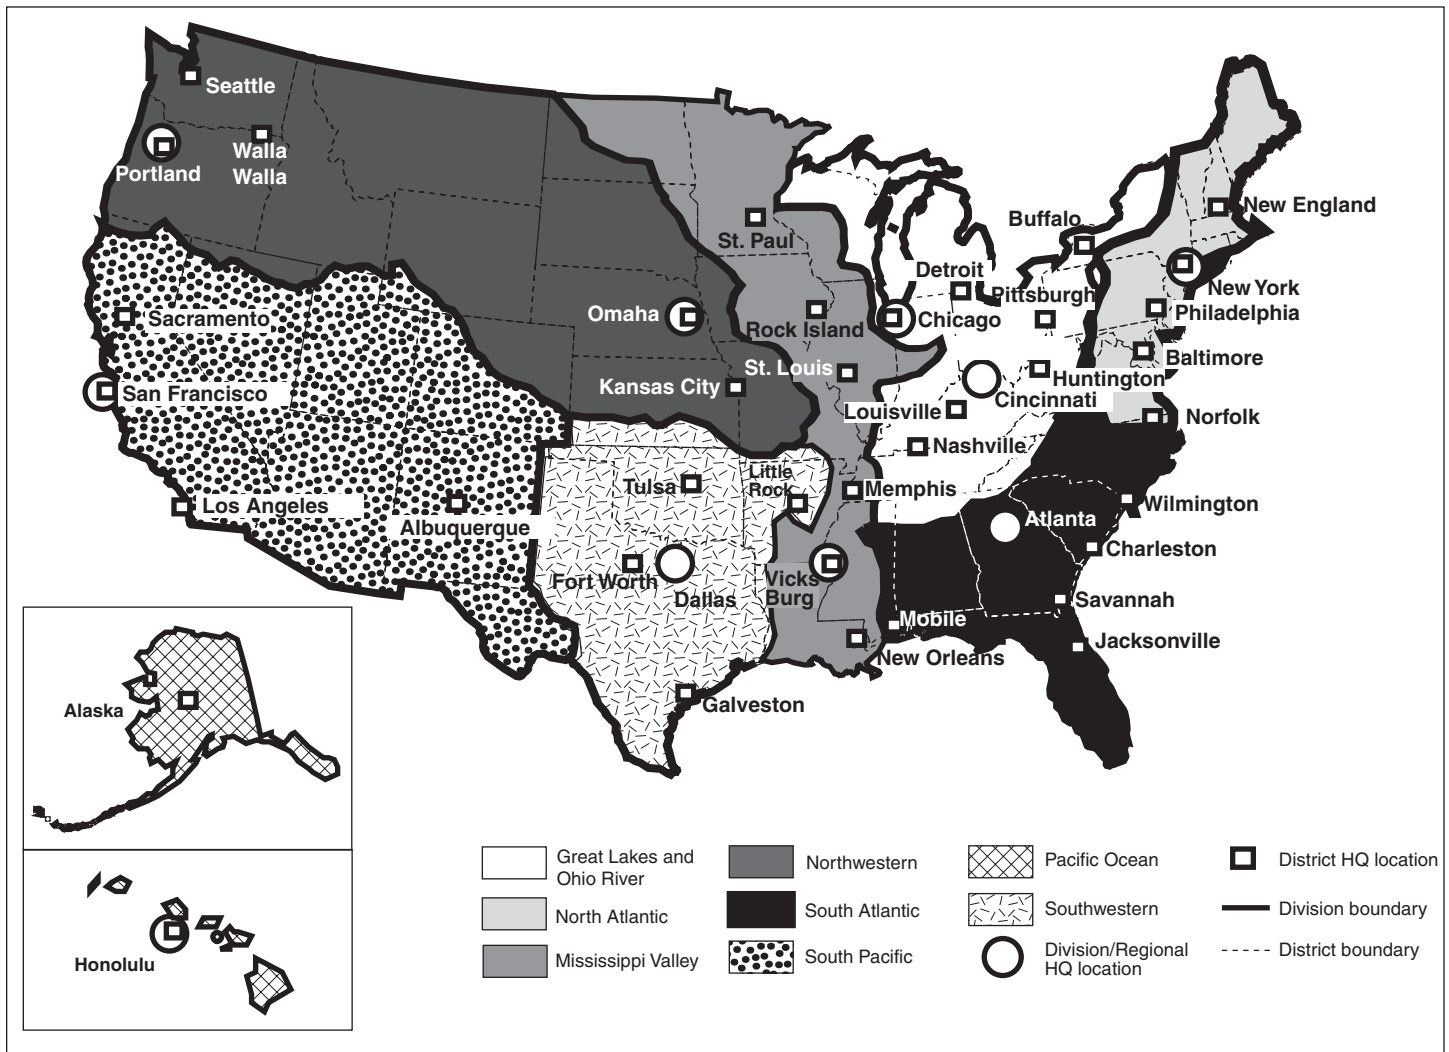 Seattle
Walla
Walla
Portland
New England
Buffalo
St. Paul
Detroit
New York
Pittsburgh
Philadelphia
Omaha
Sacramento
Rock Island
Chicago
Baltimore
St. Louis
Huntington
Kansas City
San Francisco
Cincinnati
Louisville
Norfolk
Nashville
Little
Rock
Tulsa
Memphis
Los Angeles
Wilmington
Albuquergue
Atlanta
Charleston
Fort Worth
Vicks
Burg
Dallas
Savannah
Mobile
Jacksonville
New Orleans
Galveston
Alaska
Honolulu
Great Lakes and
Ohio River
North Atlantic
Mississippi Valley
Northwestern
South Atlantic
South Pacific
Pacific Ocean
Southwestern
Division/Regional
HQ location
District HQ location
Division boundary
District boundary